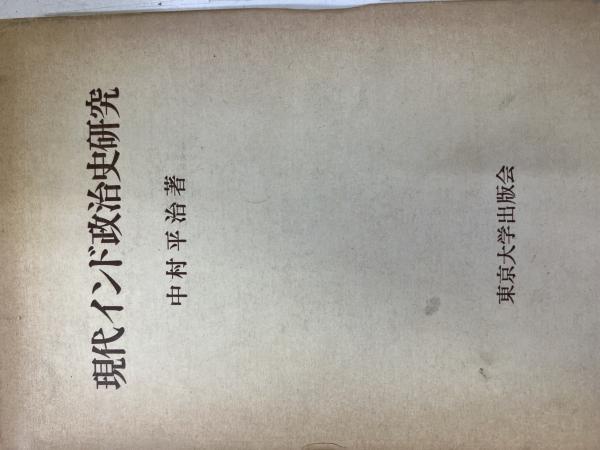 現代インド政治史研究
中村平治著
東京大学出版会